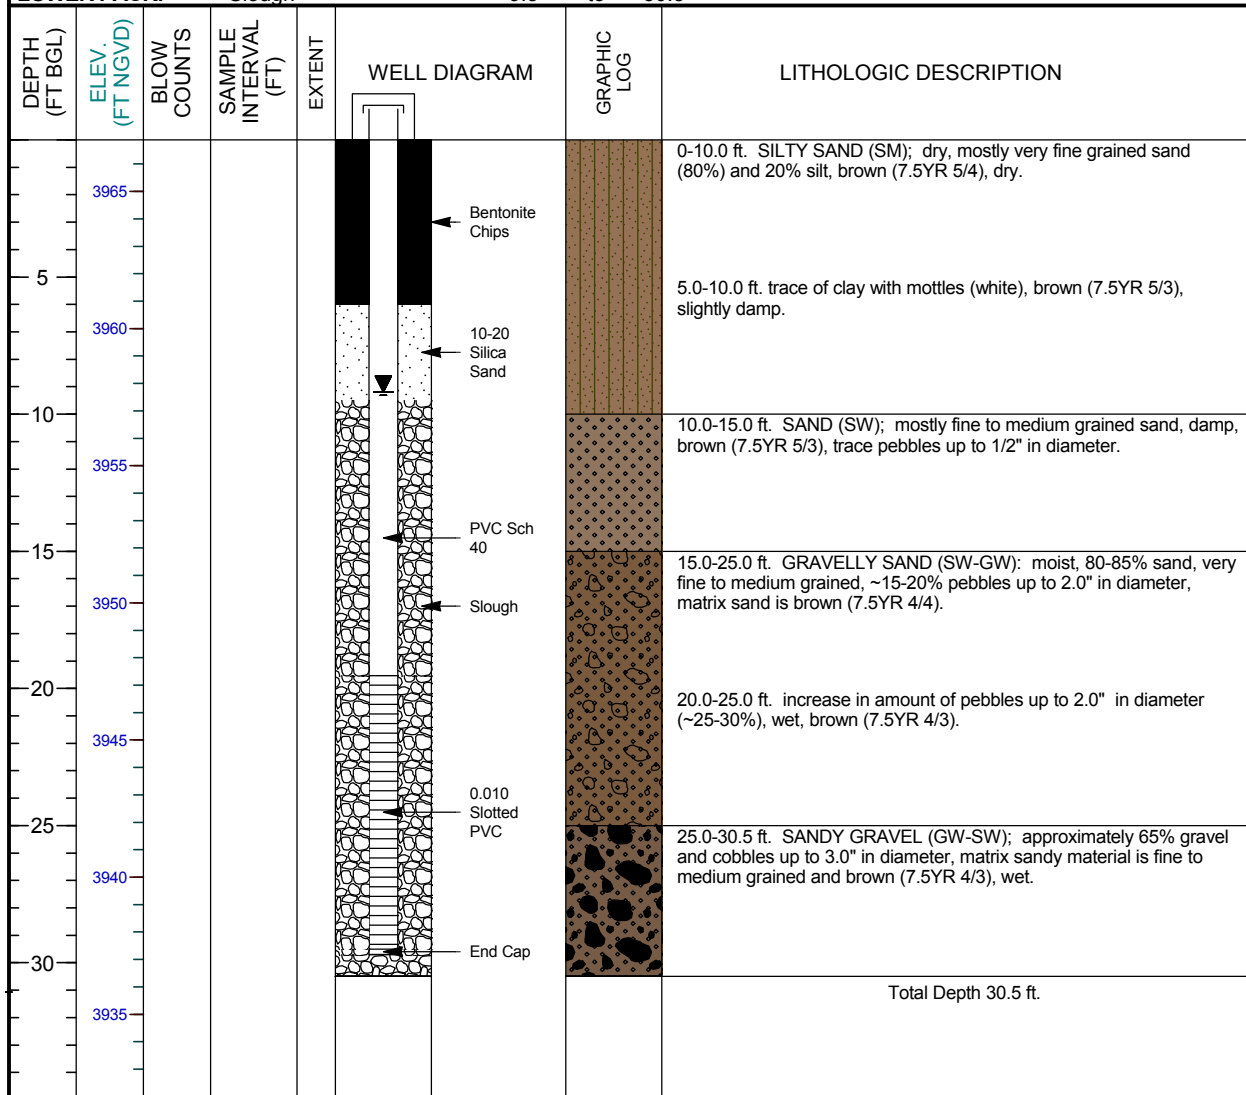 DEPTH
(FT BGL)
ELEV.
(FT NGVD)
BLOW
COUNTS
SAMPLE
INTERVAL
(FT)
EXTENT
WELL DIAGRAM
GRAPHIC
LOG
LITHOLOGIC DESCRIPTION
0-10.0 ft. SILTY SAND (SM); dry, mostly very fine grained sand
(80%) and 20% silt, brown (7.5YR 5/4), dry.
3965
Bentonite
Chips
5
5.0-10.0 ft. trace of clay with mottles (white), brown (7.5YR 5/3),
slightly damp.
3960
10-20
Silica
Sand
10
10.0-15.0 ft. SAND (SW); mostly fine to medium grained sand, damp,
brown (7.5YR 5/3), trace pebbles up to 1/2" in diameter.
3955
PVC Sch
40
15
15.0-25.0 ft. GRAVELLY SAND (SW-GW): moist, 80-85% sand, very
fine to medium grained, ~15-20% pebbles up to 2.0" in diameter,
matrix sand is brown (7.5YR 4/4).
3950
Slough
20
20.0-25.0 ft. increase in amount of pebbles up to 2.0" in diameter
(~25-30%), wet, brown (7.5YR 4/3).
3945
0.010
Slotted
PVC
25
25.0-30.5 ft. SANDY GRAVEL (GW-SW); approximately 65% gravel
and cobbles up to 3.0" in diameter, matrix sandy material is fine to
medium grained and brown (7.5YR 4/3), wet.
3940
End Cap
30
Total Depth 30.5 ft.
3935